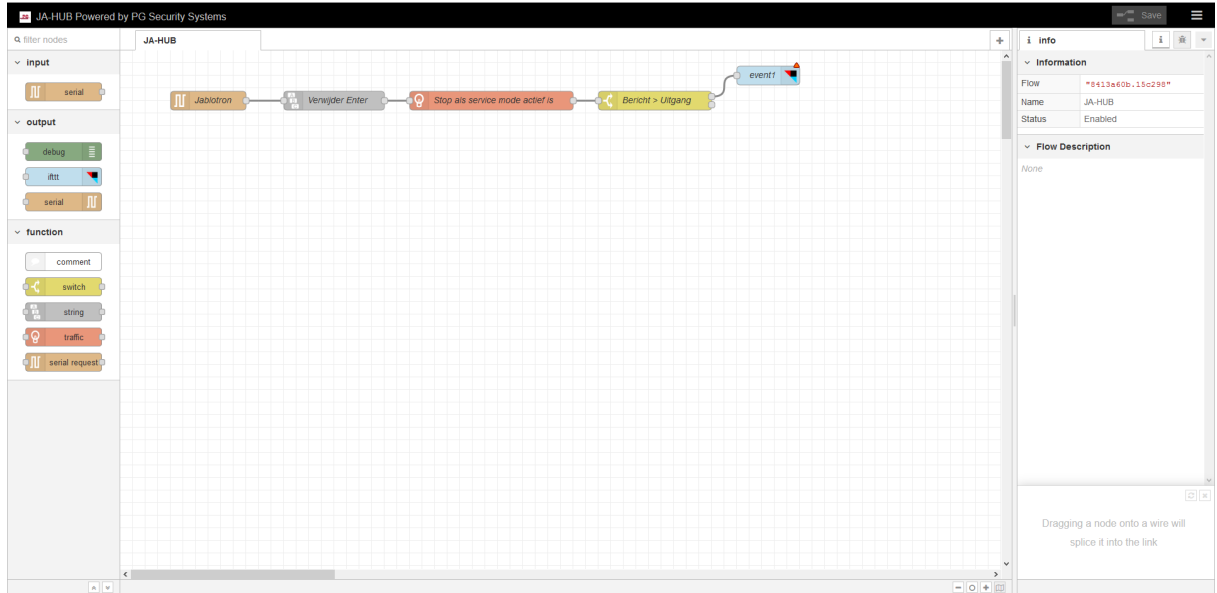 JA-HUB Powered by PG Security Systems
Save
filter nodes
JA-HUB
info
input
serial
output
debug
ifttt
serial
function
comment
switch
string
traffic
serial request
Jablotron
Verwijder Enter
Stop als service mode actief is
Bericht > Uitgang
event1
Information
Flow "8413a60b.15c298"
Name JA-HUB
Status Enabled
Flow Description
None
Dragging a node onto a wire will
splice it into the link